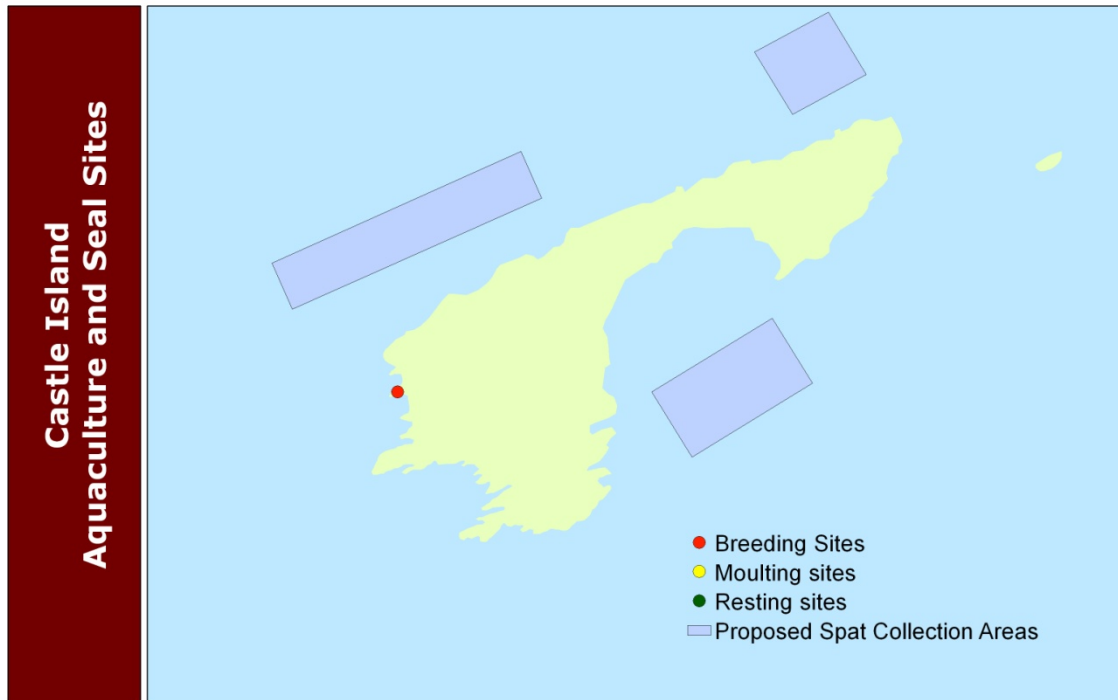 Castle Island
Aquaculture and Seal Sites
Breeding Sites
Moulting sites
Resting sites
Proposed Spat Collection Areas